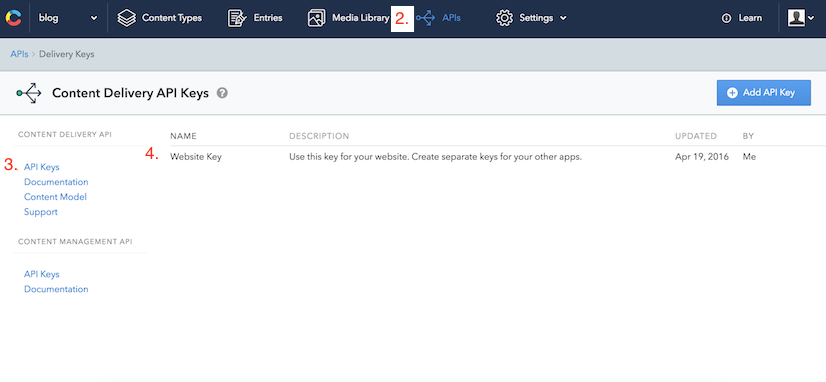 blog Content Types Entries Media Library 2. APIs Settings Learn
APIs > Delivery Keys
Content Delivery API Keys ? Add API Key
CONTENT DELIVERY API
3. API Keys
Documentation
Content Model
Support
CONTENT MANAGEMENT API
API Keys
Documentation
NAME DESCRIPTION UPDATED BY
4. Website Key Use this key for your website. Create separate keys for your other apps. Apr 19, 2016 Me